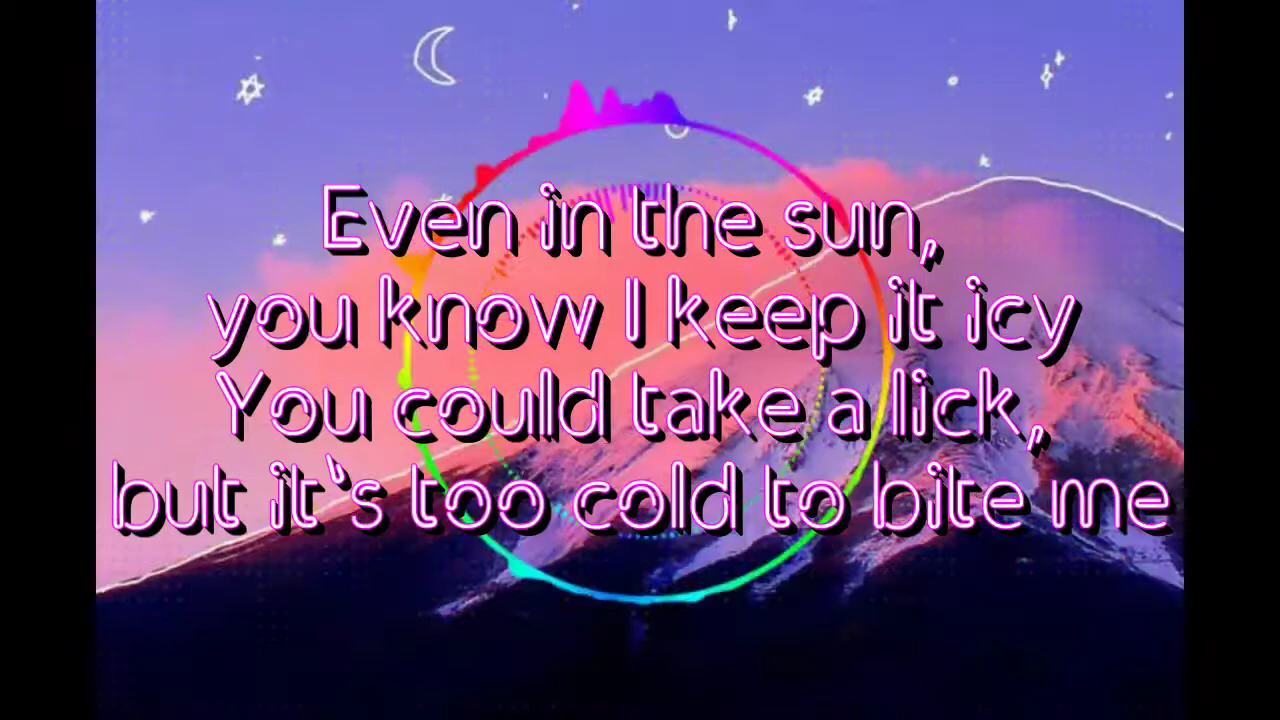 Even in the sun,
you know I keep it icy
You could take a lick,
but it's too cold to bite me